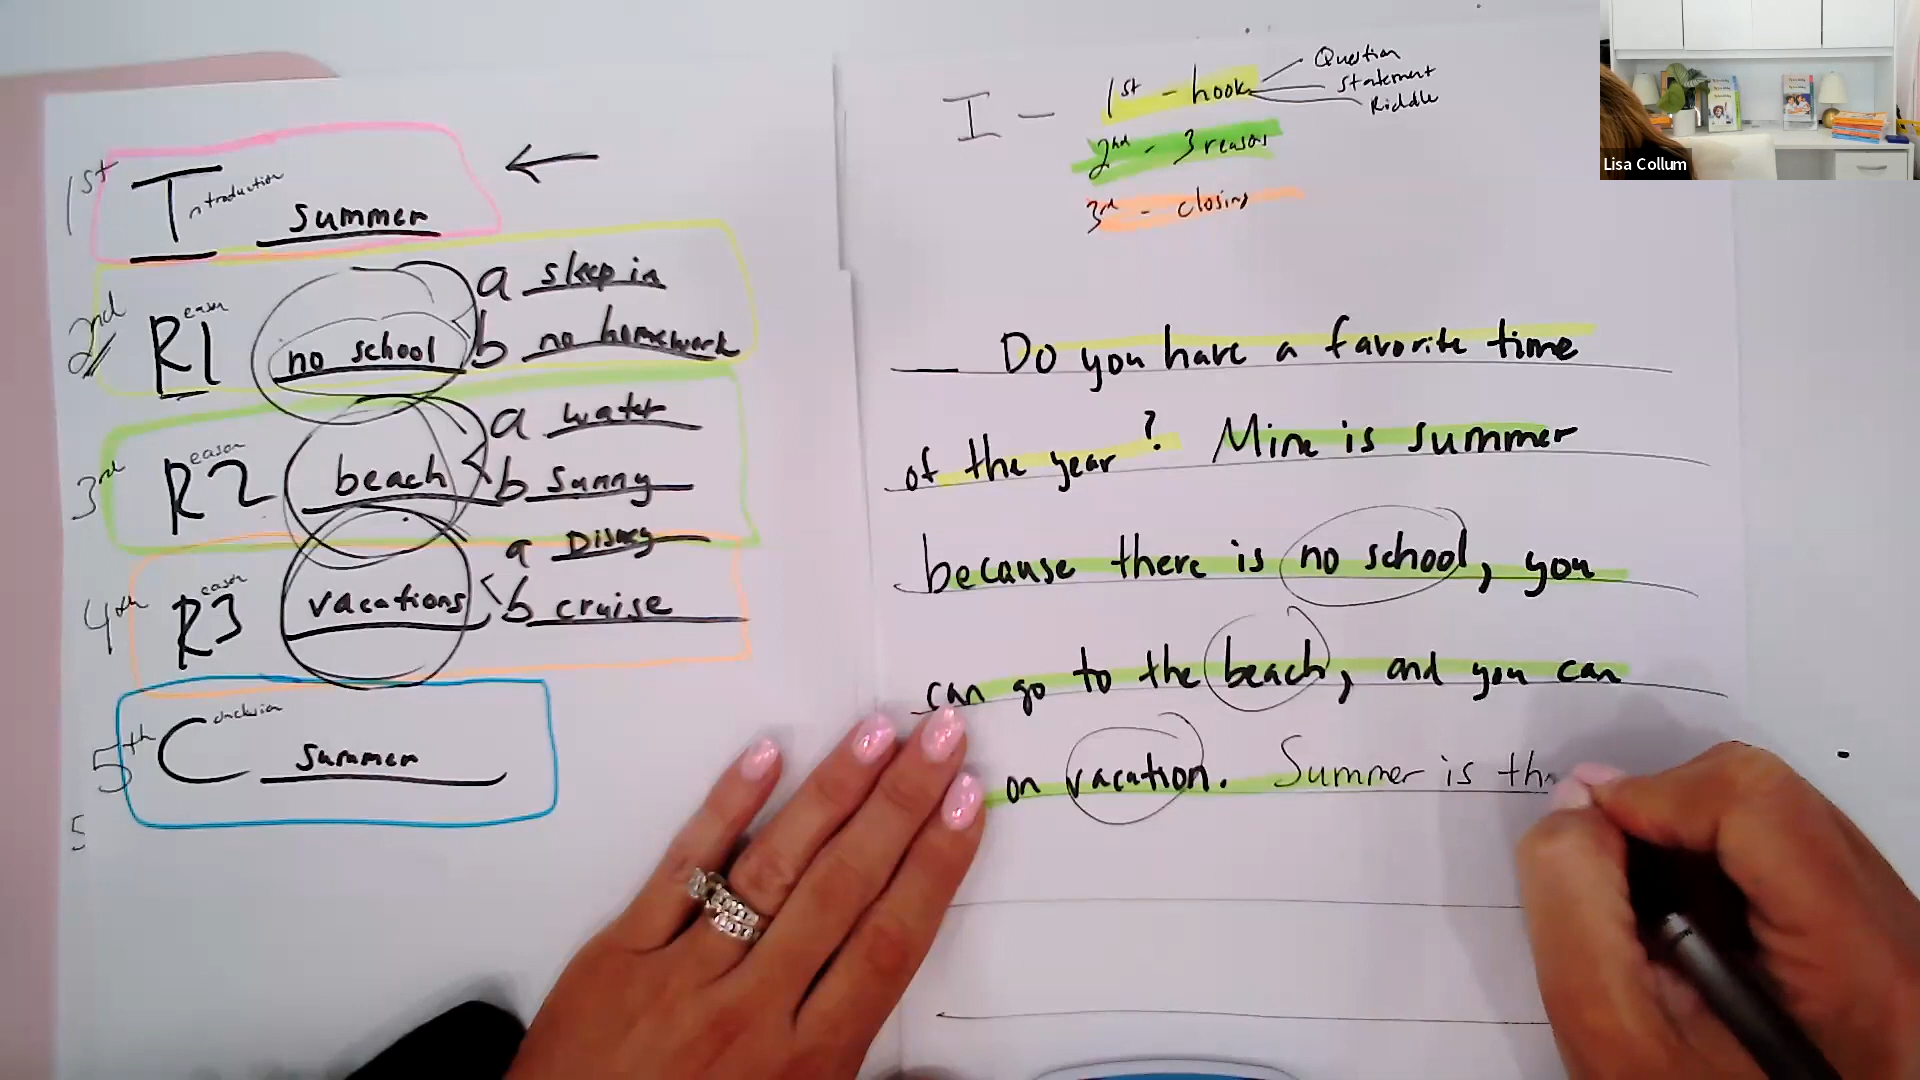 1st Introduction summer
2nd R1 eason no school
a sleep in
b no homework
3rd R2 eason beach
a water
b sunny
4th R3 eason vacations
a Disney
b cruise
5th Conclusion summer
5
I - 1st - hook
Question
Statement
Riddle
2nd - 3 reasons
3rd - closing
Do you have a favorite time
of the year? Mine is summer
because there is no school, you
can go to the beach, and you can
on vacation. Summer is th
Lisa Collum